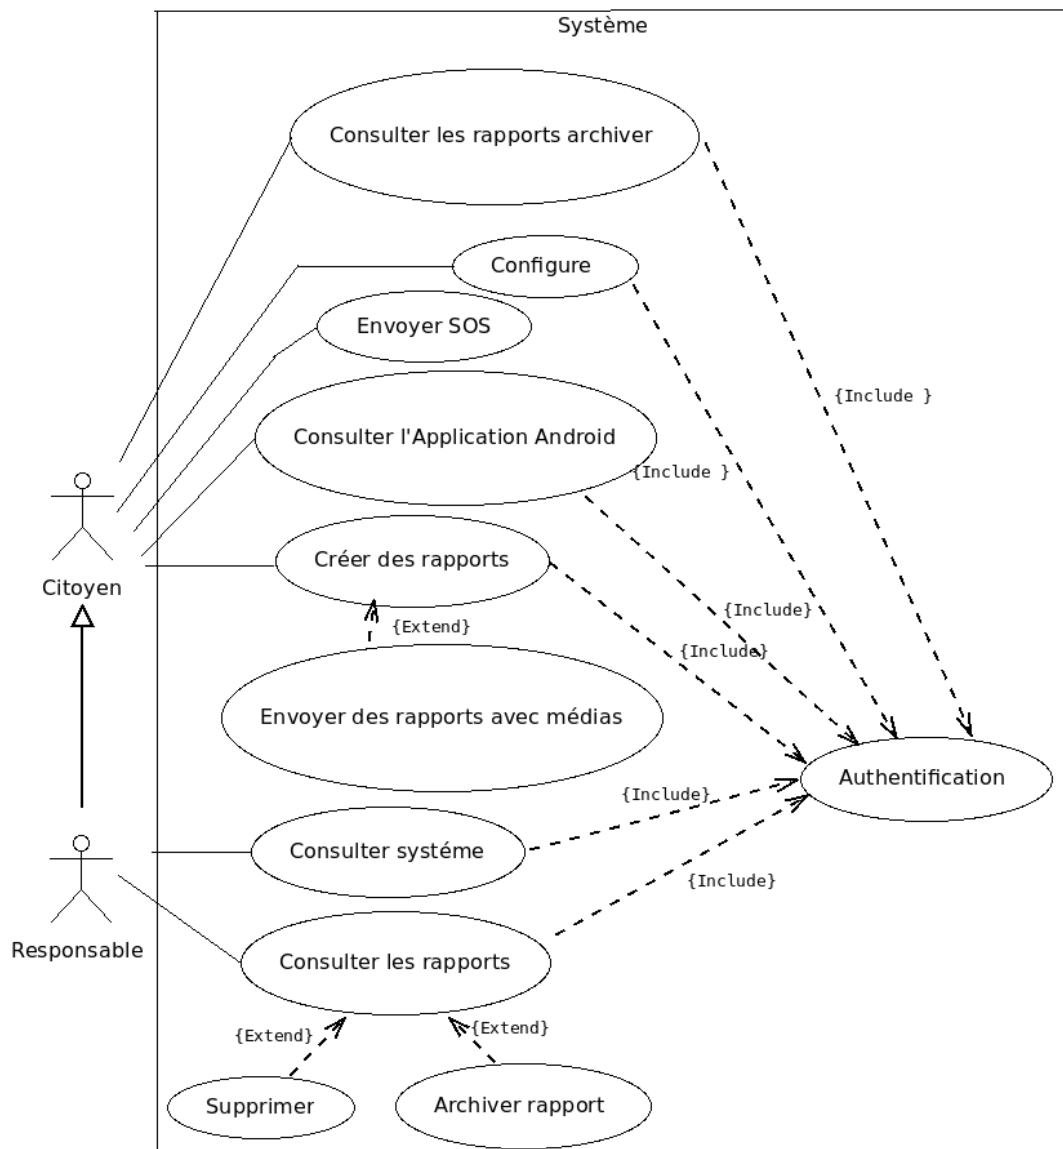 Système
Consulter les rapports archiver
Configure
Envoyer SOS
{Include }
Consulter l'Application Android
{Include }
Créer des rapports
Citoyen
{Include}
{Extend}
{Include}
Envoyer des rapports avec médias
Authentification
{Include}
Consulter systéme
{Include}
Responsable
Consulter les rapports
{Extend}
{Extend}
Supprimer
Archiver rapport